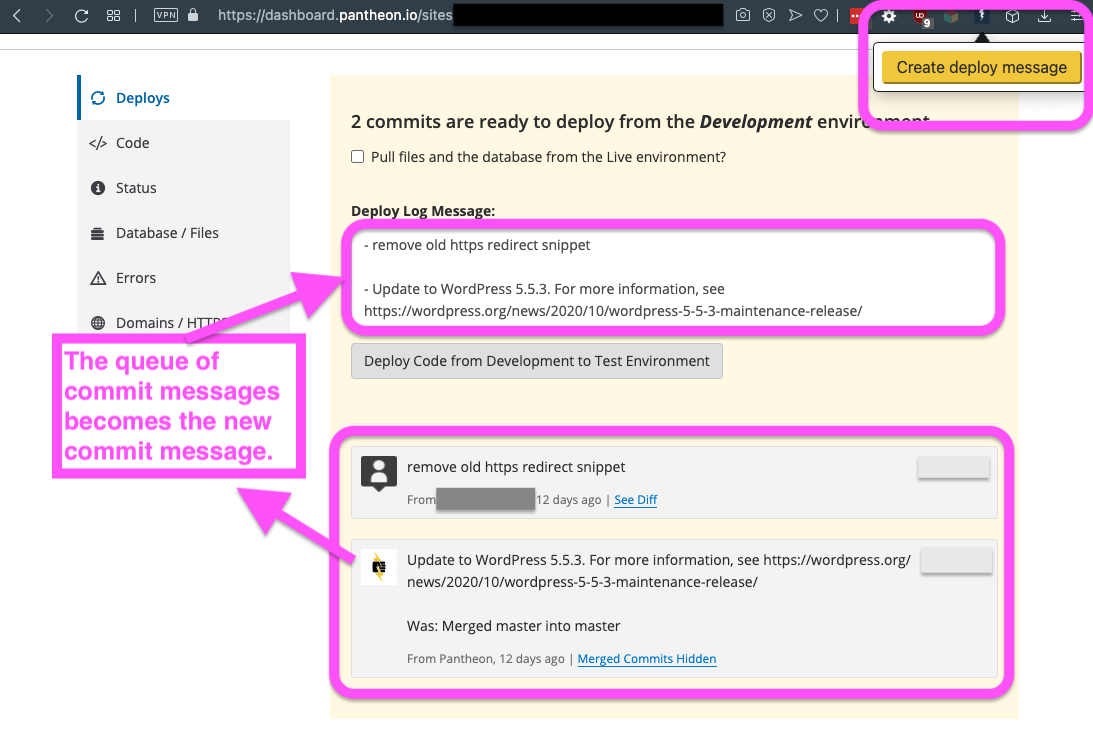 VPN
https://dashboard.pantheon.io/sites
9
Create deploy message
Deploys
Code
Status
Database / Files
Errors
Domains / HTTPS
2 commits are ready to deploy from the Development environment
Pull files and the database from the Live environment?
Deploy Log Message:
- remove old https redirect snippet
- Update to WordPress 5.5.3. For more information, see
https://wordpress.org/news/2020/10/wordpress-5-5-3-maintenance-release/
Deploy Code from Development to Test Environment
The queue of
commit messages
becomes the new
commit message.
remove old https redirect snippet
From 12 days ago | See Diff
Update to WordPress 5.5.3. For more information, see https://wordpress.org/
news/2020/10/wordpress-5-5-3-maintenance-release/
Was: Merged master into master
From Pantheon, 12 days ago | Merged Commits Hidden